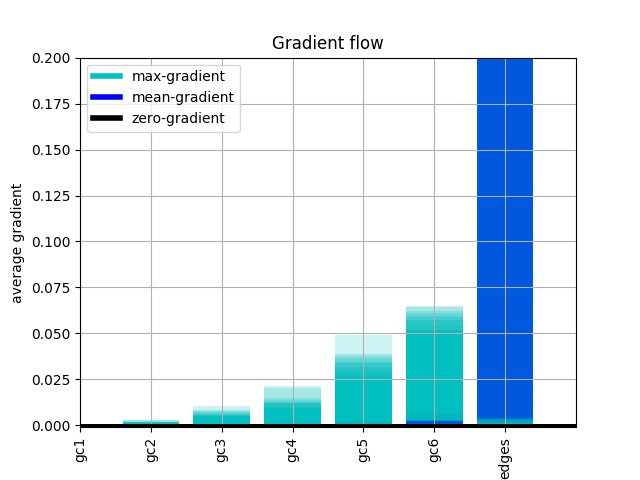 Gradient flow
max-gradient
mean-gradient
zero-gradient
average gradient
0.200
0.175
0.150
0.125
0.100
0.075
0.050
0.025
0.000
gc1
gc2
gc3
gc4
gc5
gc6
edges